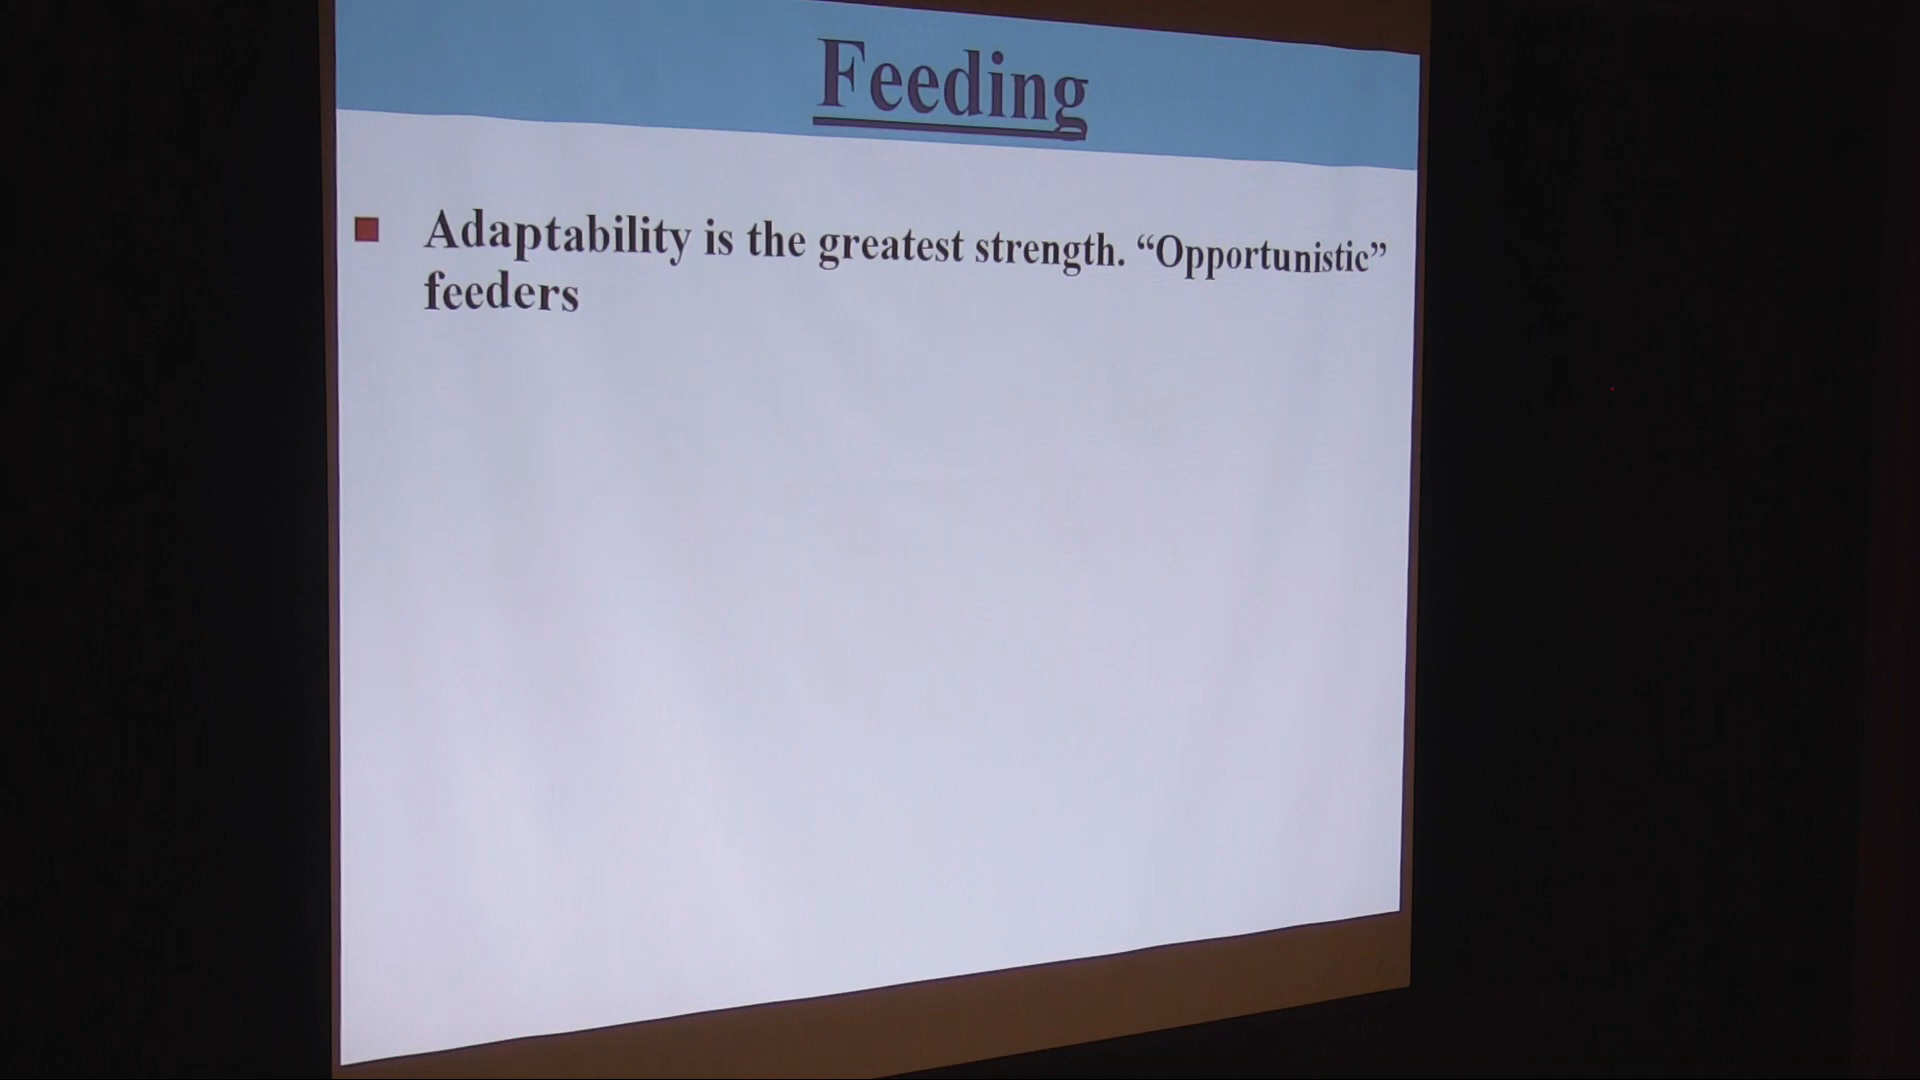 Feeding
Adaptability is the greatest strength. “Opportunistic”
feeders